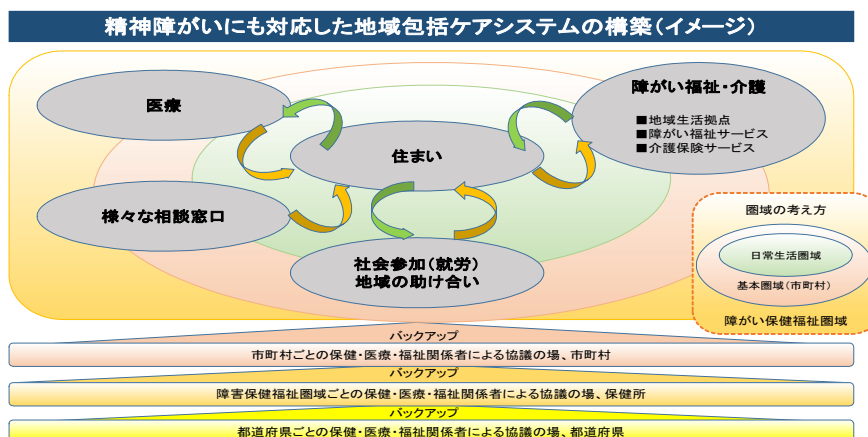 精神障がいにも対応した地域包括ケアシステムの構築(イメージ)
医療
障がい福祉・介護
■地域生活拠点
■障がい福祉サービス
■介護保険サービス
住まい
様々な相談窓口
社会参加(就労)
地域の助け合い
圏域の考え方
日常生活圏域
基本圏域(市町村)
障がい保健福祉圏域
バックアップ
市町村ごとの保健・医療・福祉関係者による協議の場、市町村
バックアップ
障害保健福祉圏域ごとの保健・医療・福祉関係者による協議の場、保健所
バックアップ
都道府県ごとの保健・医療・福祉関係者による協議の場、都道府県